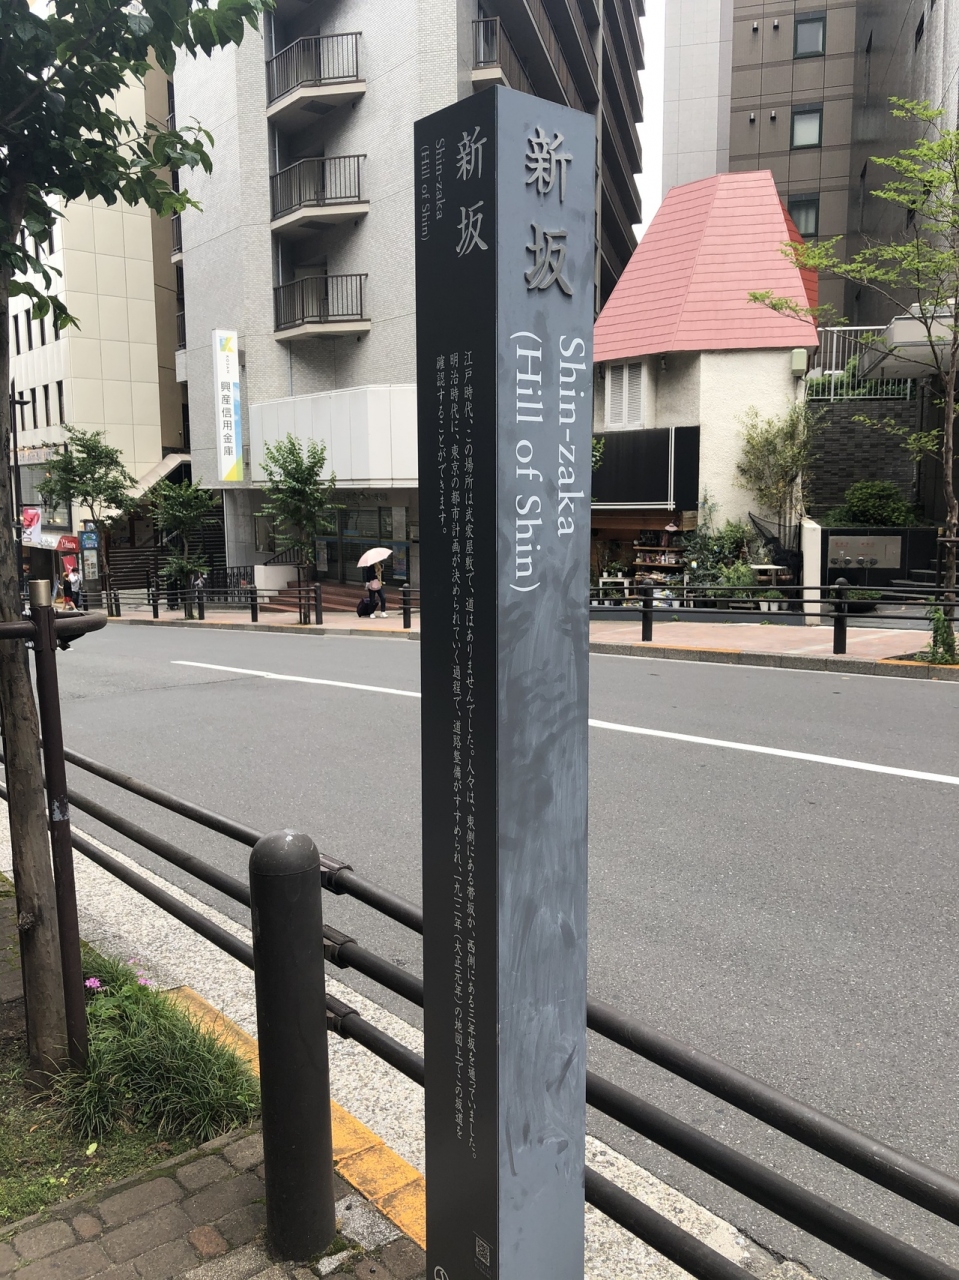 新坂
Shin-zaka
(Hill of Shin)
新坂
Shin-zaka
(Hill of Shin)
江戸時代、この場所は武家屋敷で、道はありませんでした。人々は、東側にある帯坂か、西側にある三年坂を通っていました。
明治時代に、東京の都市計画が決められていく過程で、道路整備がすすめられ、一九一二年(大正元年)の地図上でこの坂道を
確認することができます。
興産信用金庫